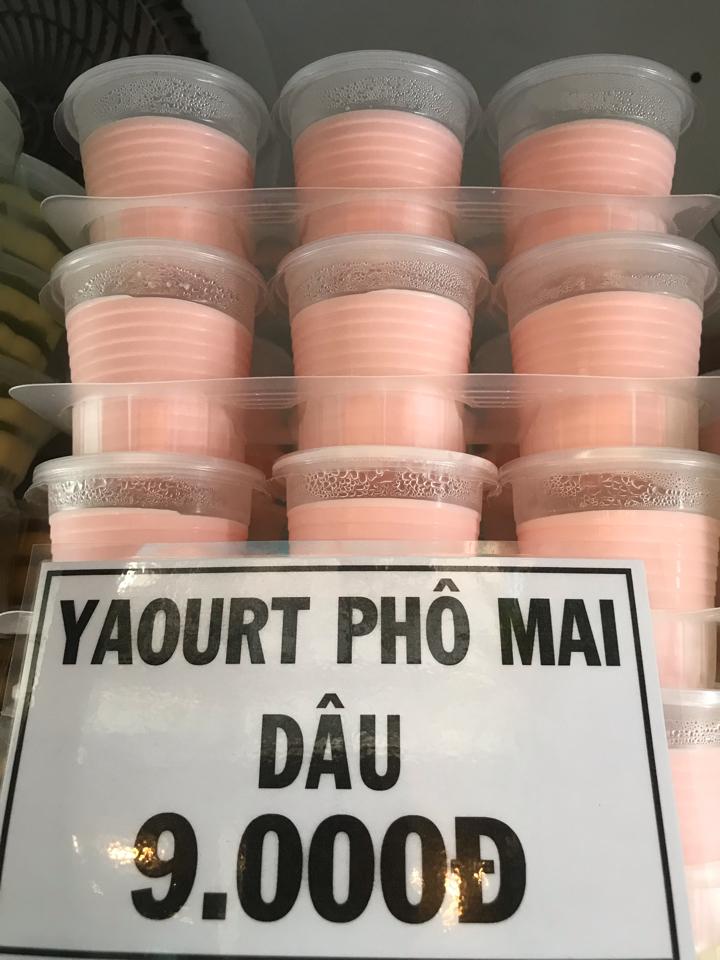 YAOURT PHÔ MAI
DÂU
9.000Đ